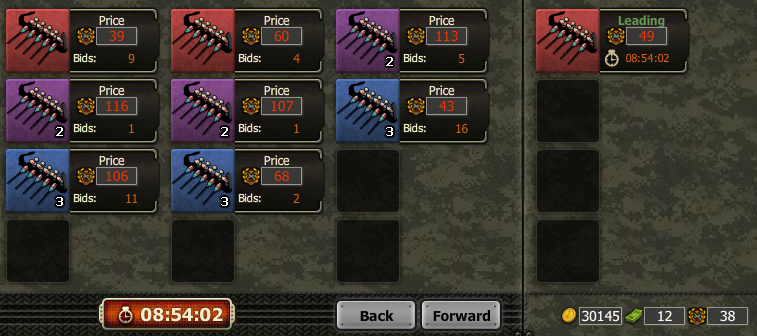 Price
39
Bids: 9
Price
60
Bids: 4
2
Price
113
Bids: 5
Leading
49
08:54:02
2
Price
116
Bids: 1
2
Price
107
Bids: 1
3
Price
43
Bids: 16
3
Price
106
Bids: 11
3
Price
68
Bids: 2
08:54:02
Back
Forward
30145
12
38